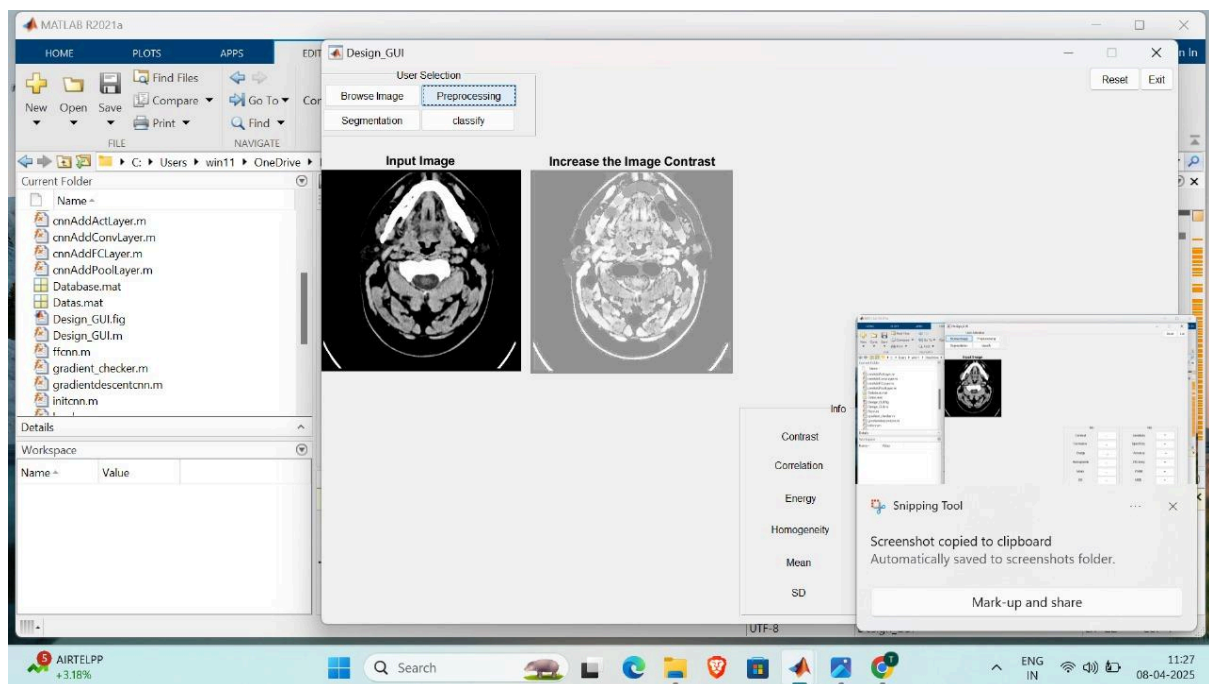 MATLAB R2021a
HOME PLOTS APPS EDIT
Find Files
New Open Save Compare Go To Cor
Print Find
FILE NAVIGATE
C: Users win11 OneDrive
Current Folder
Name
cnnAddActLayer.m
cnnAddConvLayer.m
cnnAddFCLayer.m
cnnAddPoolLayer.m
Database.mat
Datas.mat
Design_GUI.fig
Design_GUI.m
ffcnn.m
gradient_checker.m
gradientdescentcnn.m
initcnn.m
Details
Workspace
Name Value
Design_GUI
n In
User Selection
Browse Image Preprocessing
Segmentation classify
Reset Exit
Input Image Increase the Image Contrast
Info
Contrast
Correlation
Energy
Homogeneity
Mean
SD
Snipping Tool
Screenshot copied to clipboard
Automatically saved to screenshots folder.
Mark-up and share
UTF-8
5 AIRTELPP
+3.18%
Search
T
ENG
IN
11:27
08-04-2025